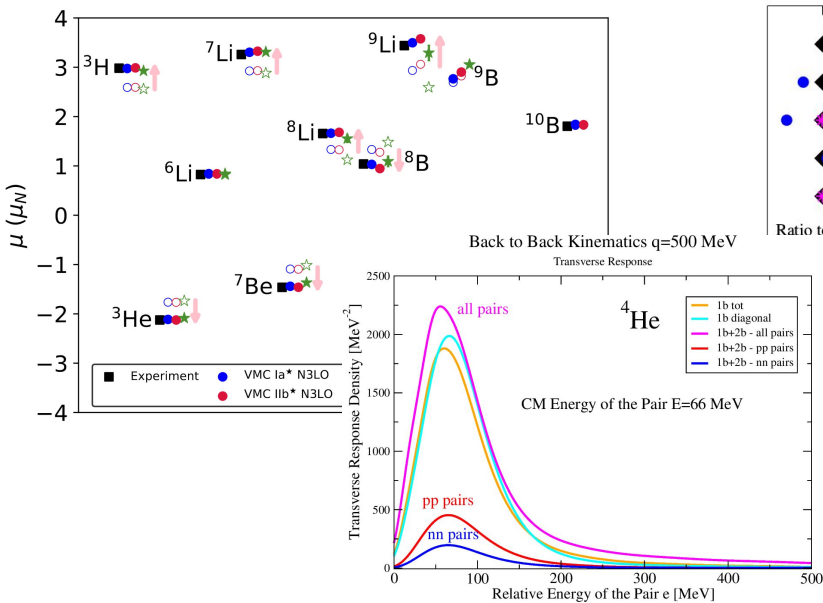 μ (μN)
4
3
2
1
0
−1
−2
−3
−4
3H
7Li
9Li
9B
10B
8Li
8B
6Li
7Be
3He
Experiment
VMC Ia★ N3LO
VMC IIb★ N3LO
Ratio to
Back to Back Kinematics q=500 MeV
Transverse Response
Transverse Response Density [MeV-2]
2500
2000
1750
1250
500
0
all pairs
4He
1b tot
1b diagonal
1b+2b - all pairs
1b+2b - pp pairs
1b+2b - nn pairs
CM Energy of the Pair E=66 MeV
pp pairs
nn pairs
0 100 200 300 400 500
Relative Energy of the Pair e [MeV]